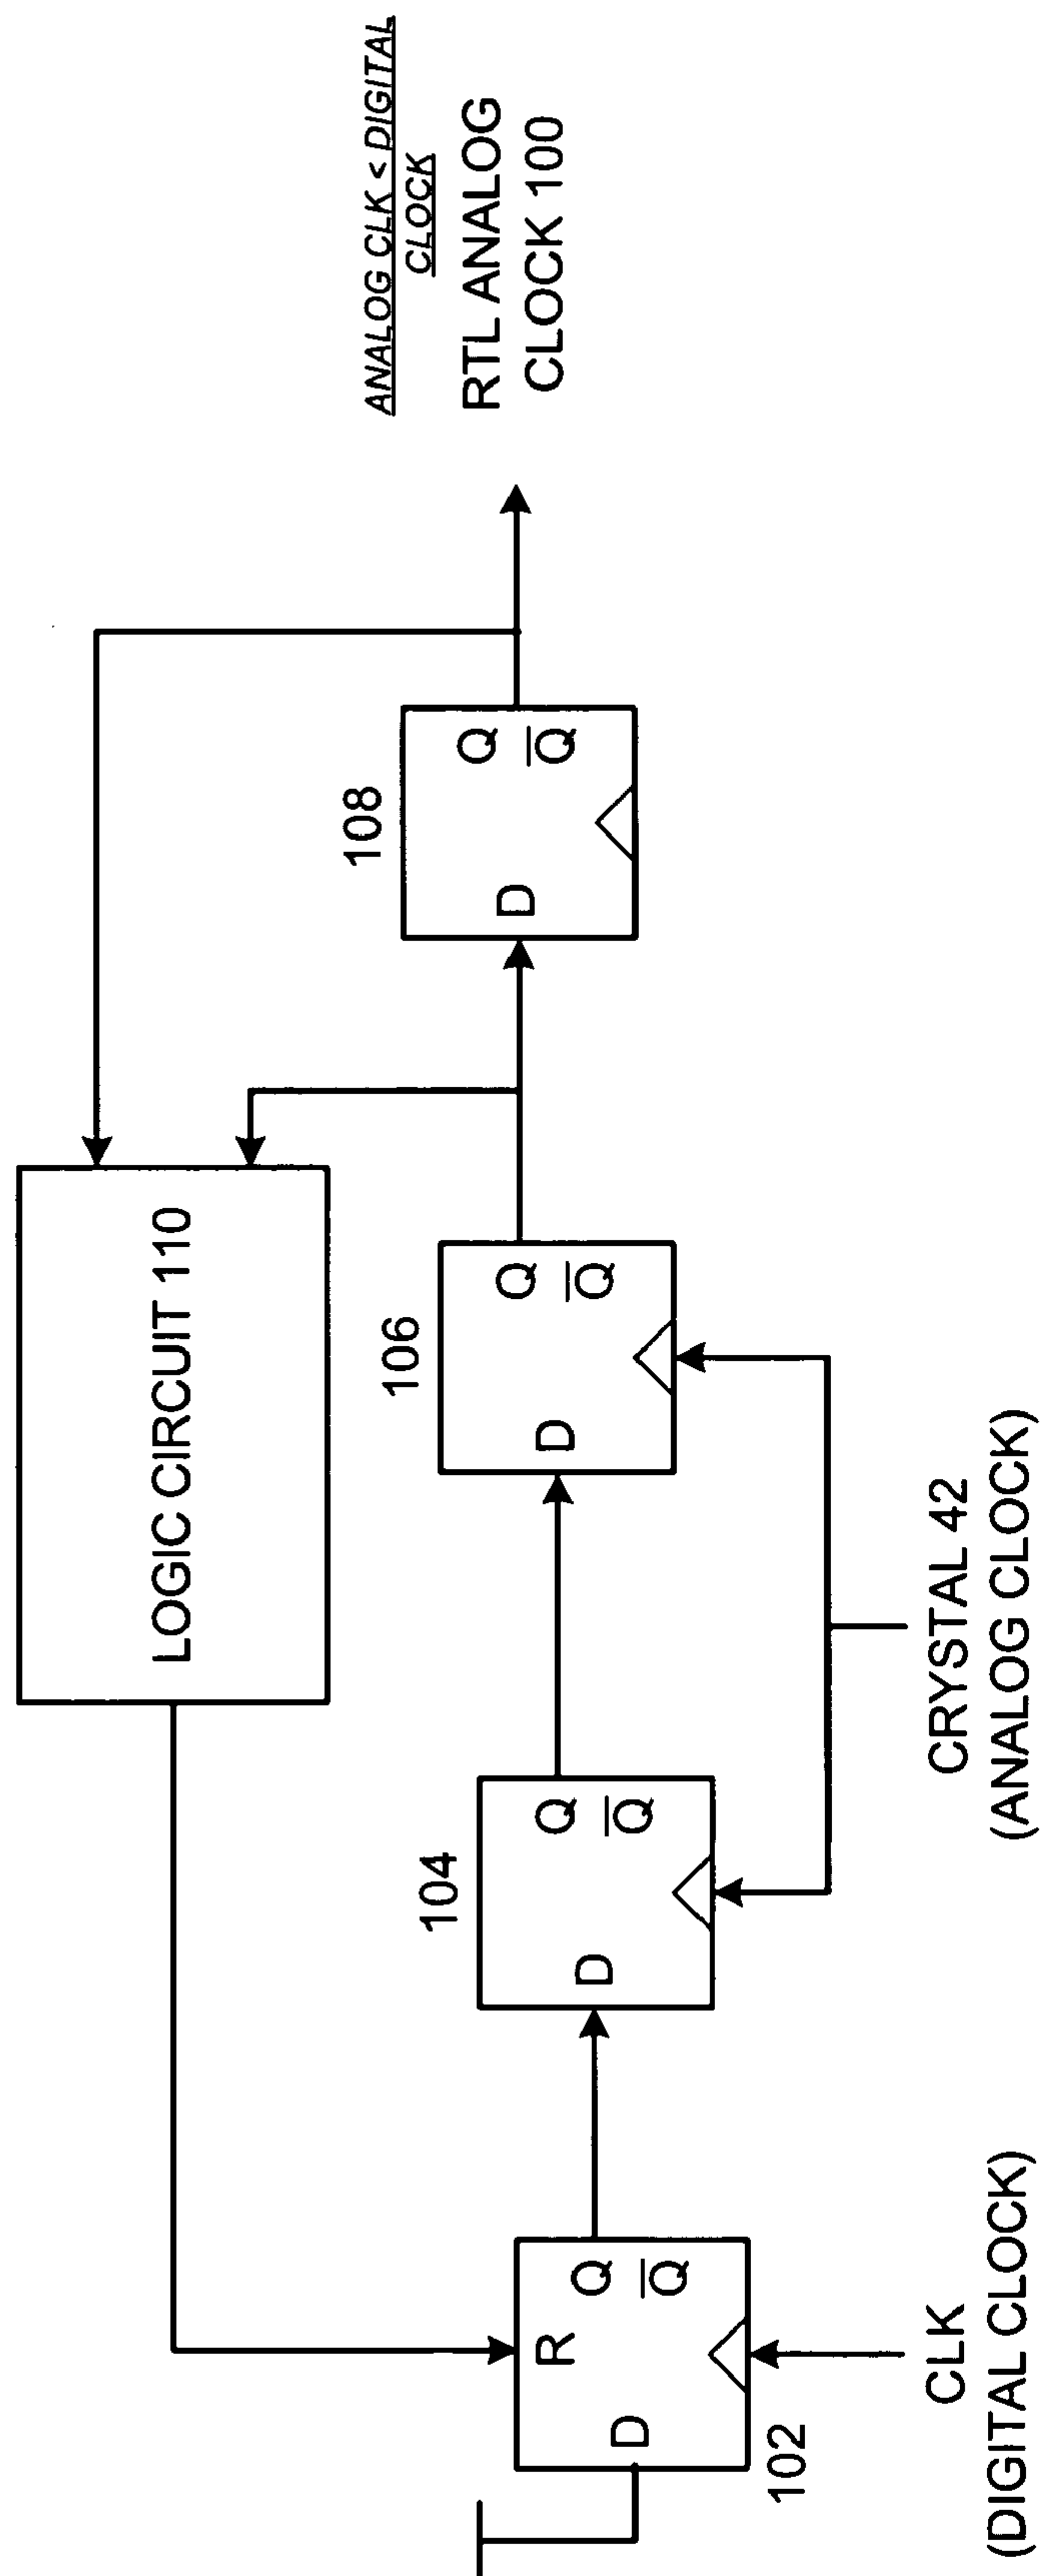 ANALOG CLK < DIGITAL
CLOCK
RTL ANALOG
CLOCK 100
LOGIC CIRCUIT 110
102
D
R
Q
Q
CLK
(DIGITAL CLOCK)
104
D
Q
Q
106
D
Q
Q
CRYSTAL 42
(ANALOG CLOCK)
108
D
Q
Q